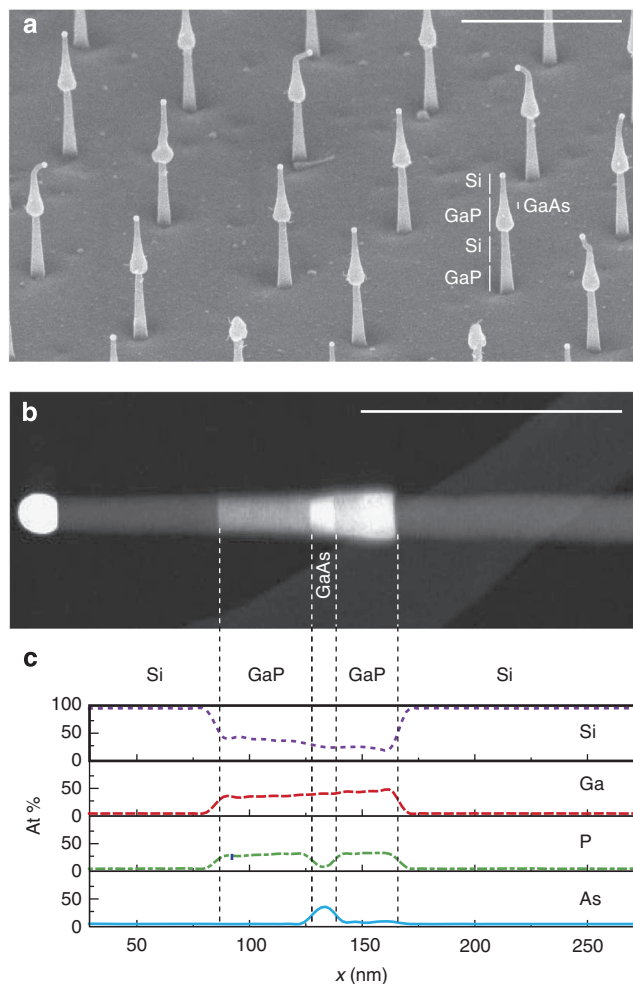 a
Si
GaAs
GaP
Si
GaP
b
GaAs
c
Si GaP GaP Si
100
50
0
Si
50
0
Ga
50
0
P
50
0
As
At %
50 100 150 200 250
x (nm)